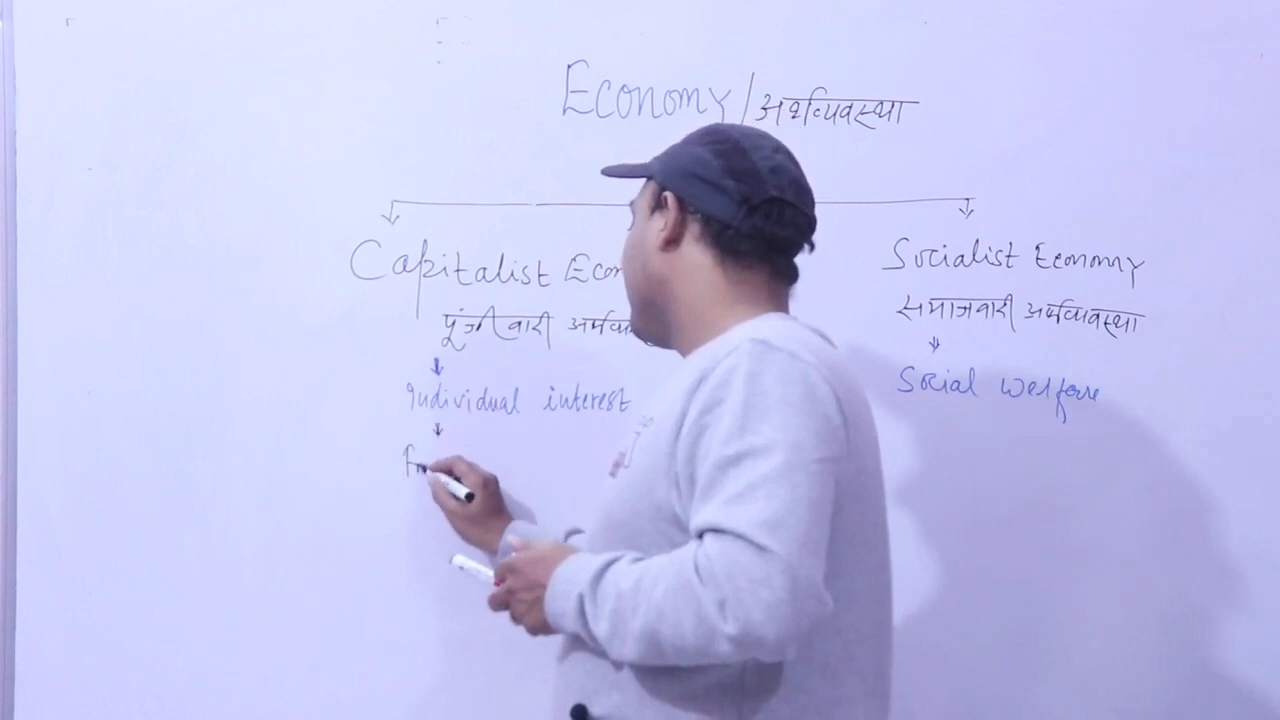 Economy/अर्थव्यवस्था
Capitalist
Socialist Economy
पूंजीवादी
समाजवादी अर्थव्यवस्था
Individual interest
Social welfare